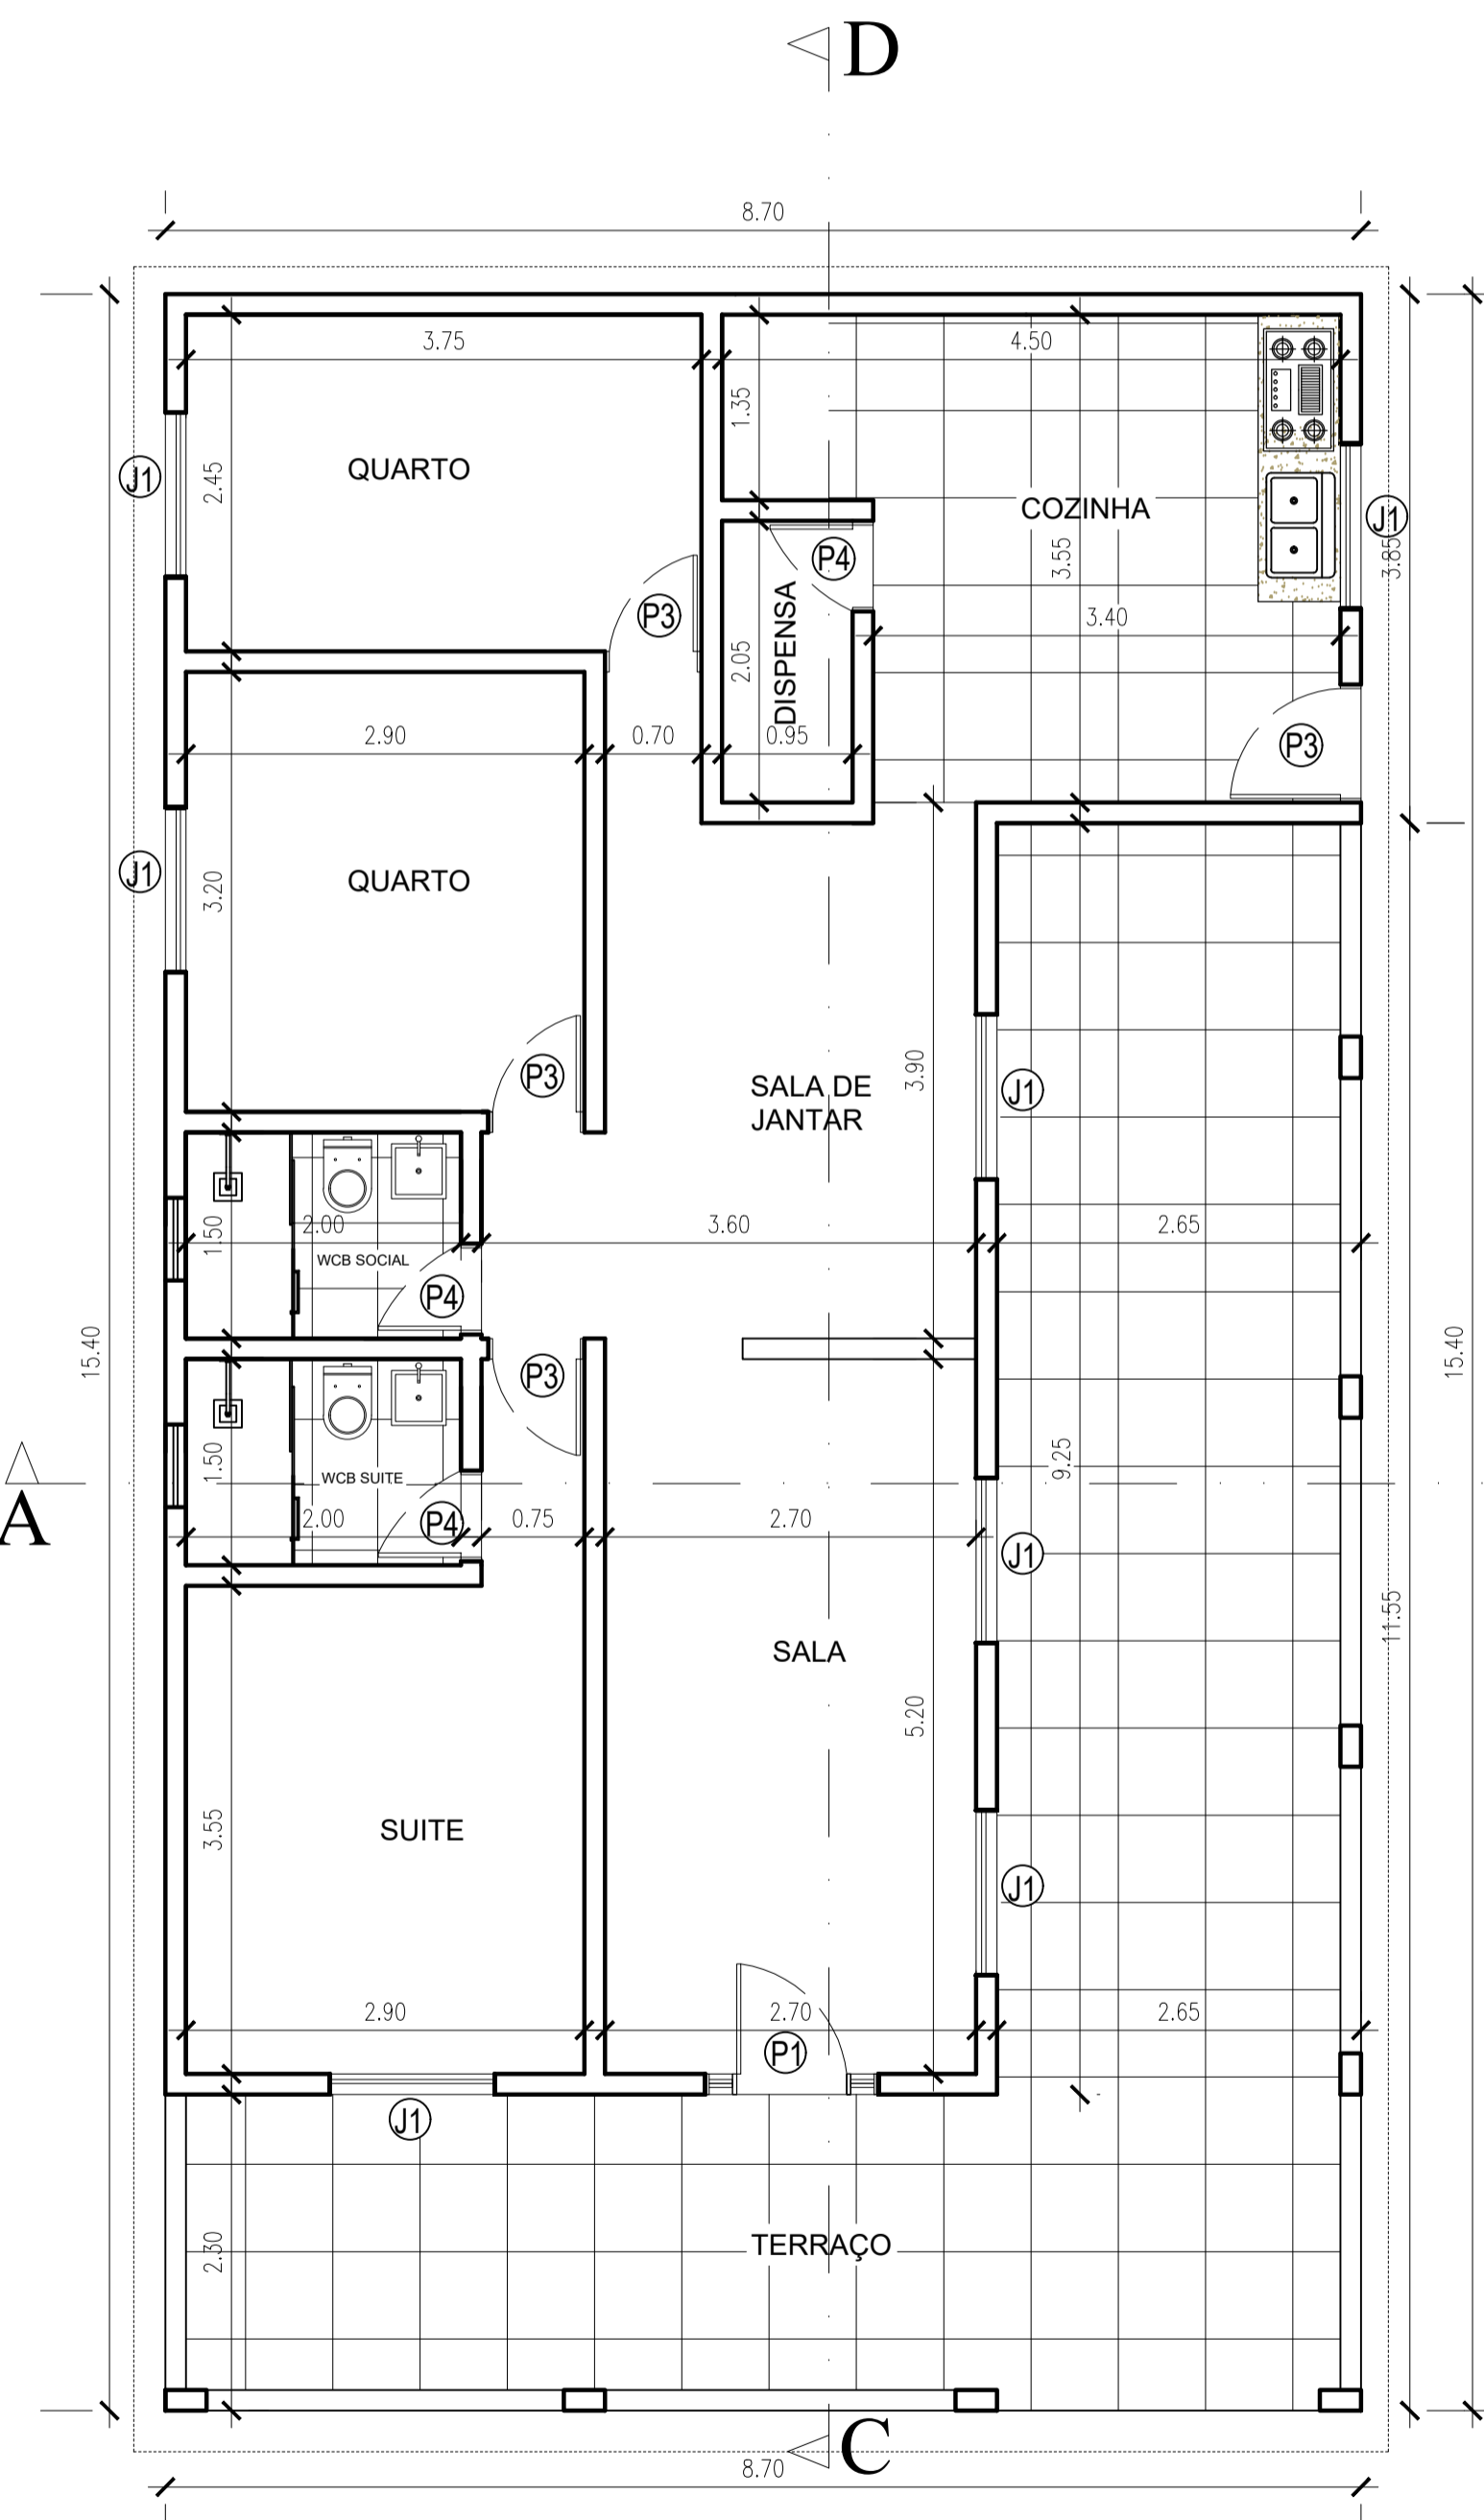 D
8.70
3.75
4.50
1.35
QUARTO
2.45
J1
COZINHA
J1
3.55
3.85
P4
P3
DISPENSA
2.05
3.40
2.90
0.70
0.95
P3
J1
QUARTO
3.20
P3
SALA DE
JANTAR
3.90
J1
1.50
2.00
3.60
2.65
WCB SOCIAL
P4
15.40
15.40
P3
9.25
A
1.50
WCB SUITE
2.00
P4
0.75
2.70
J1
11.55
SALA
5.20
SUITE
3.55
J1
2.90
2.70
2.65
P1
J1
TERRAÇO
2.30
C
8.70